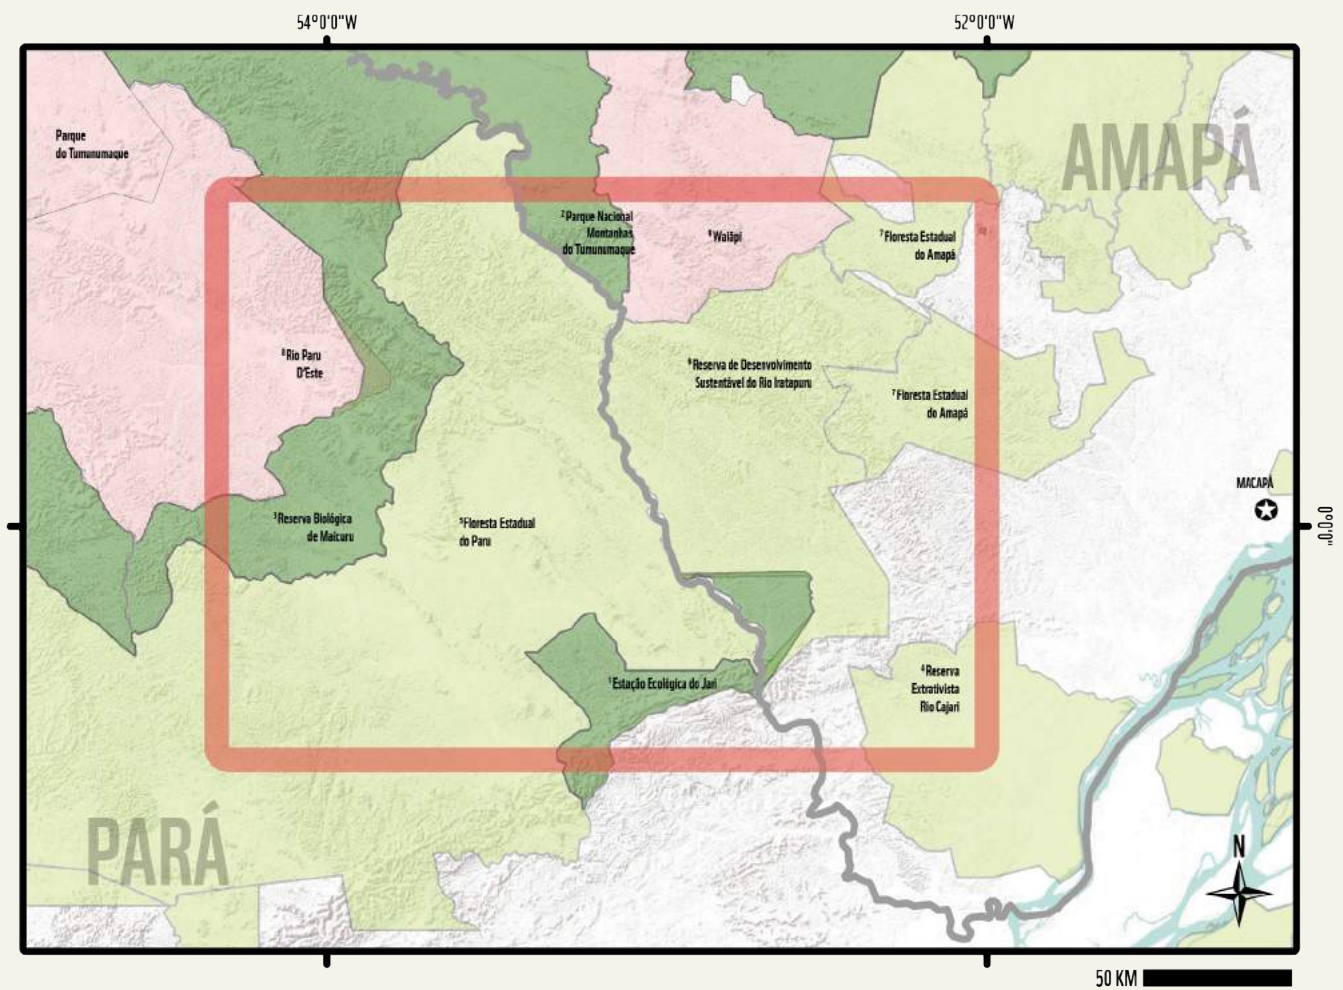 54°0'0"W
52°0'0"W
Parque
do Tumunumaque
AMAPÁ
² Parque Nacional
Montanhas
do Tumunumaque
⁸ Waiãpi
⁷ Floresta Estadual
do Amapá
⁸ Rio Paru
D'Este
⁶ Reserva de Desenvolvimento
Sustentável do Rio Iratapuru
⁷ Floresta Estadual
do Amapá
MACAPÁ
³ Reserva Biológica
de Maicuru
⁵ Floresta Estadual
do Paru
0°0'0"
¹ Estação Ecológica do Jari
⁴ Reserva
Extrativista
Rio Cajari
PARÁ
N
50 KM